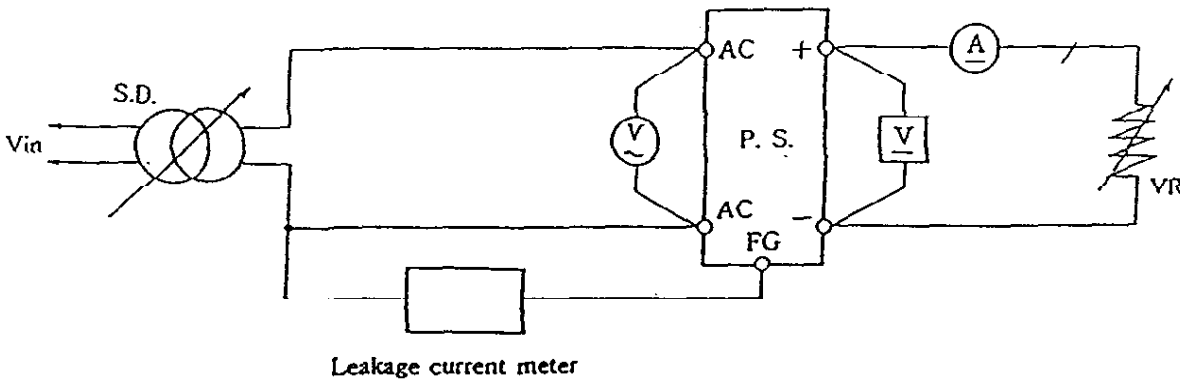 S.D.
Vin
AC
+
A
V
~
P. S.
V
VR
AC
−
FG
Leakage current meter